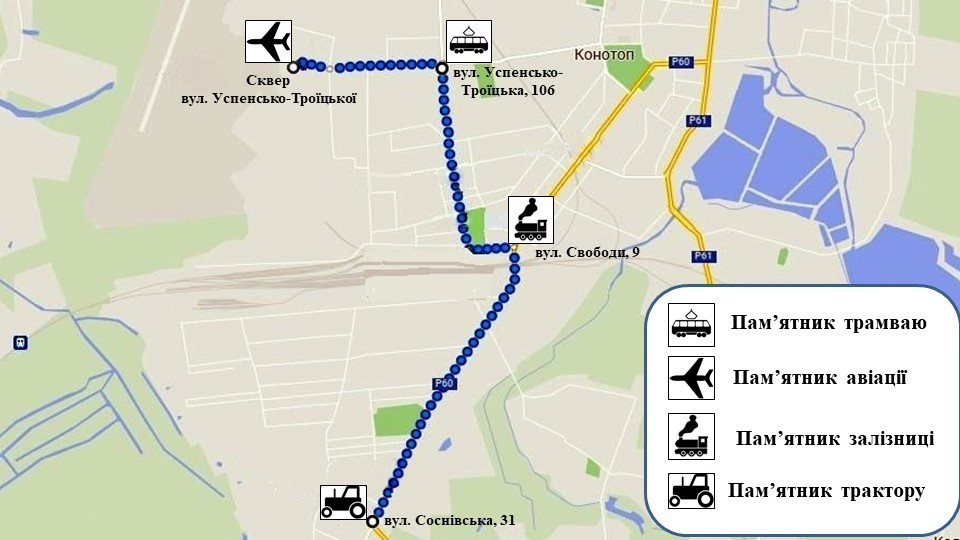 Конотоп
P60
вул. Успенсько-
Троїцька, 106
Сквер
вул. Успенсько-Троїцької
P61
вул. Свободи, 9
P61
Пам’ятник трамваю
Пам’ятник авіації
P60
Пам’ятник залізниці
Пам’ятник трактору
вул. Соснівська, 31